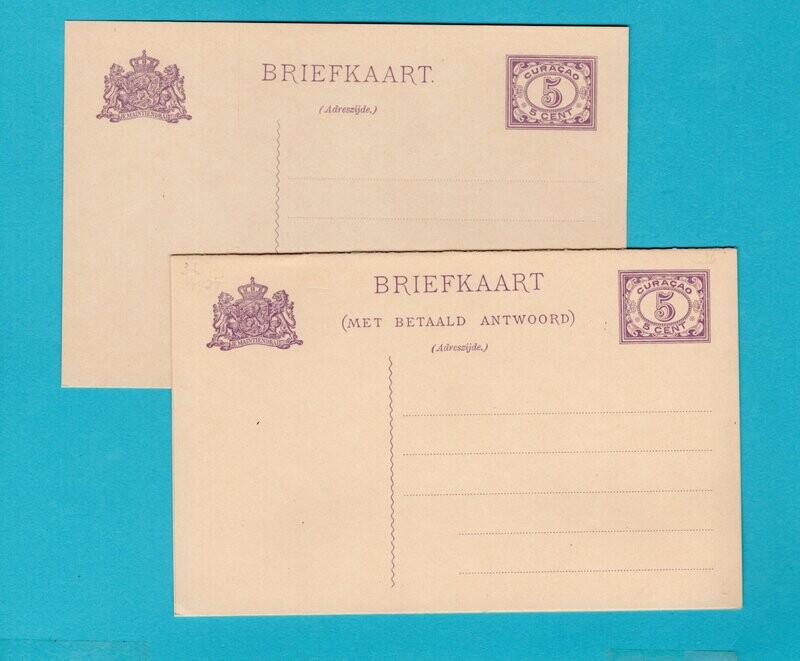 BRIEFKAART.
(Adreszijde.)
CURAÇAO
5
5 CENT
JE MAINTIENDRAI
BRIEFKAART
(MET BETAALD ANTWOORD)
(Adreszijde.)
CURAÇAO
5
5 CENT
JE MAINTIENDRAI